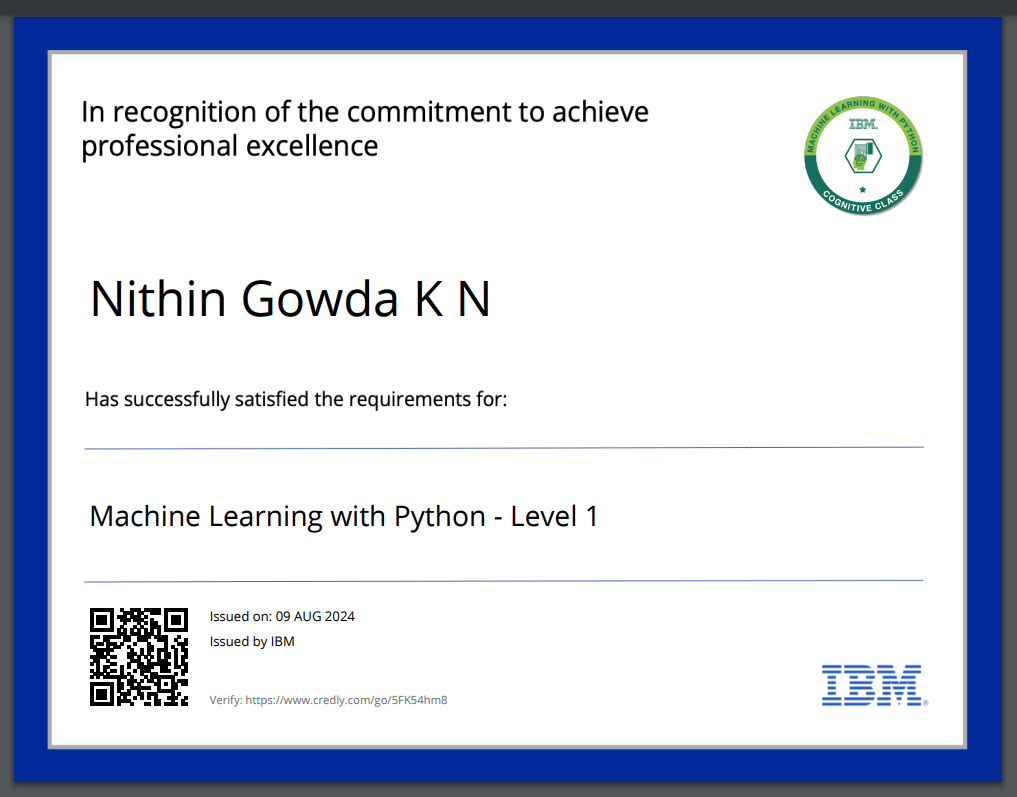 In recognition of the commitment to achieve
professional excellence
MACHINE LEARNING WITH PYTHON
IBM.
COGNITIVE CLASS
Nithin Gowda K N
Has successfully satisfied the requirements for:
Machine Learning with Python - Level 1
Issued on: 09 AUG 2024
Issued by IBM
Verify: https://www.credly.com/go/5FK54hm8
IBM®